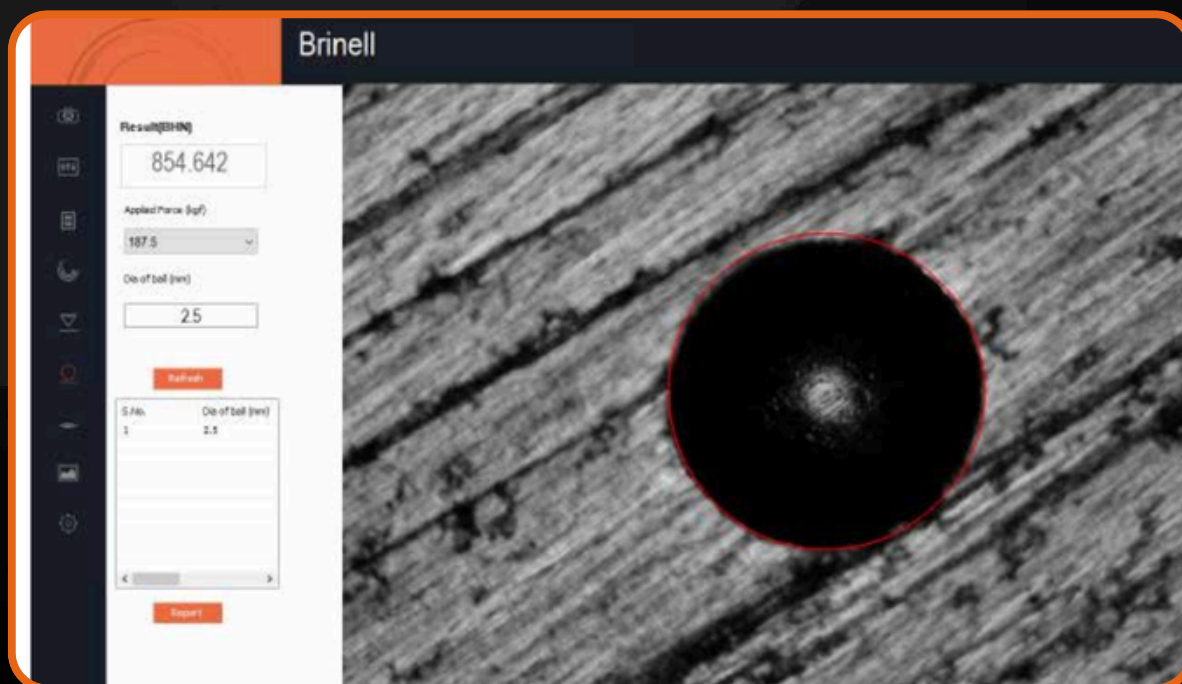 Brinell
Result(BHN)
854.642
Applied Force (kgf)
187.5
Dia of ball (mm)
2.5
Refresh
S.No. Dia of ball (mm)
1 2.5
Report